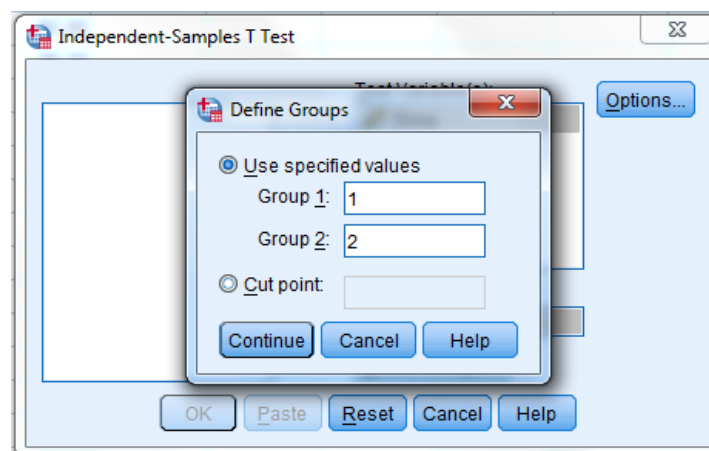 Independent-Samples T Test
Options...
Define Groups
Use specified values
Group 1: 1
Group 2: 2
Cut point:
Continue Cancel Help
OK Paste Reset Cancel Help